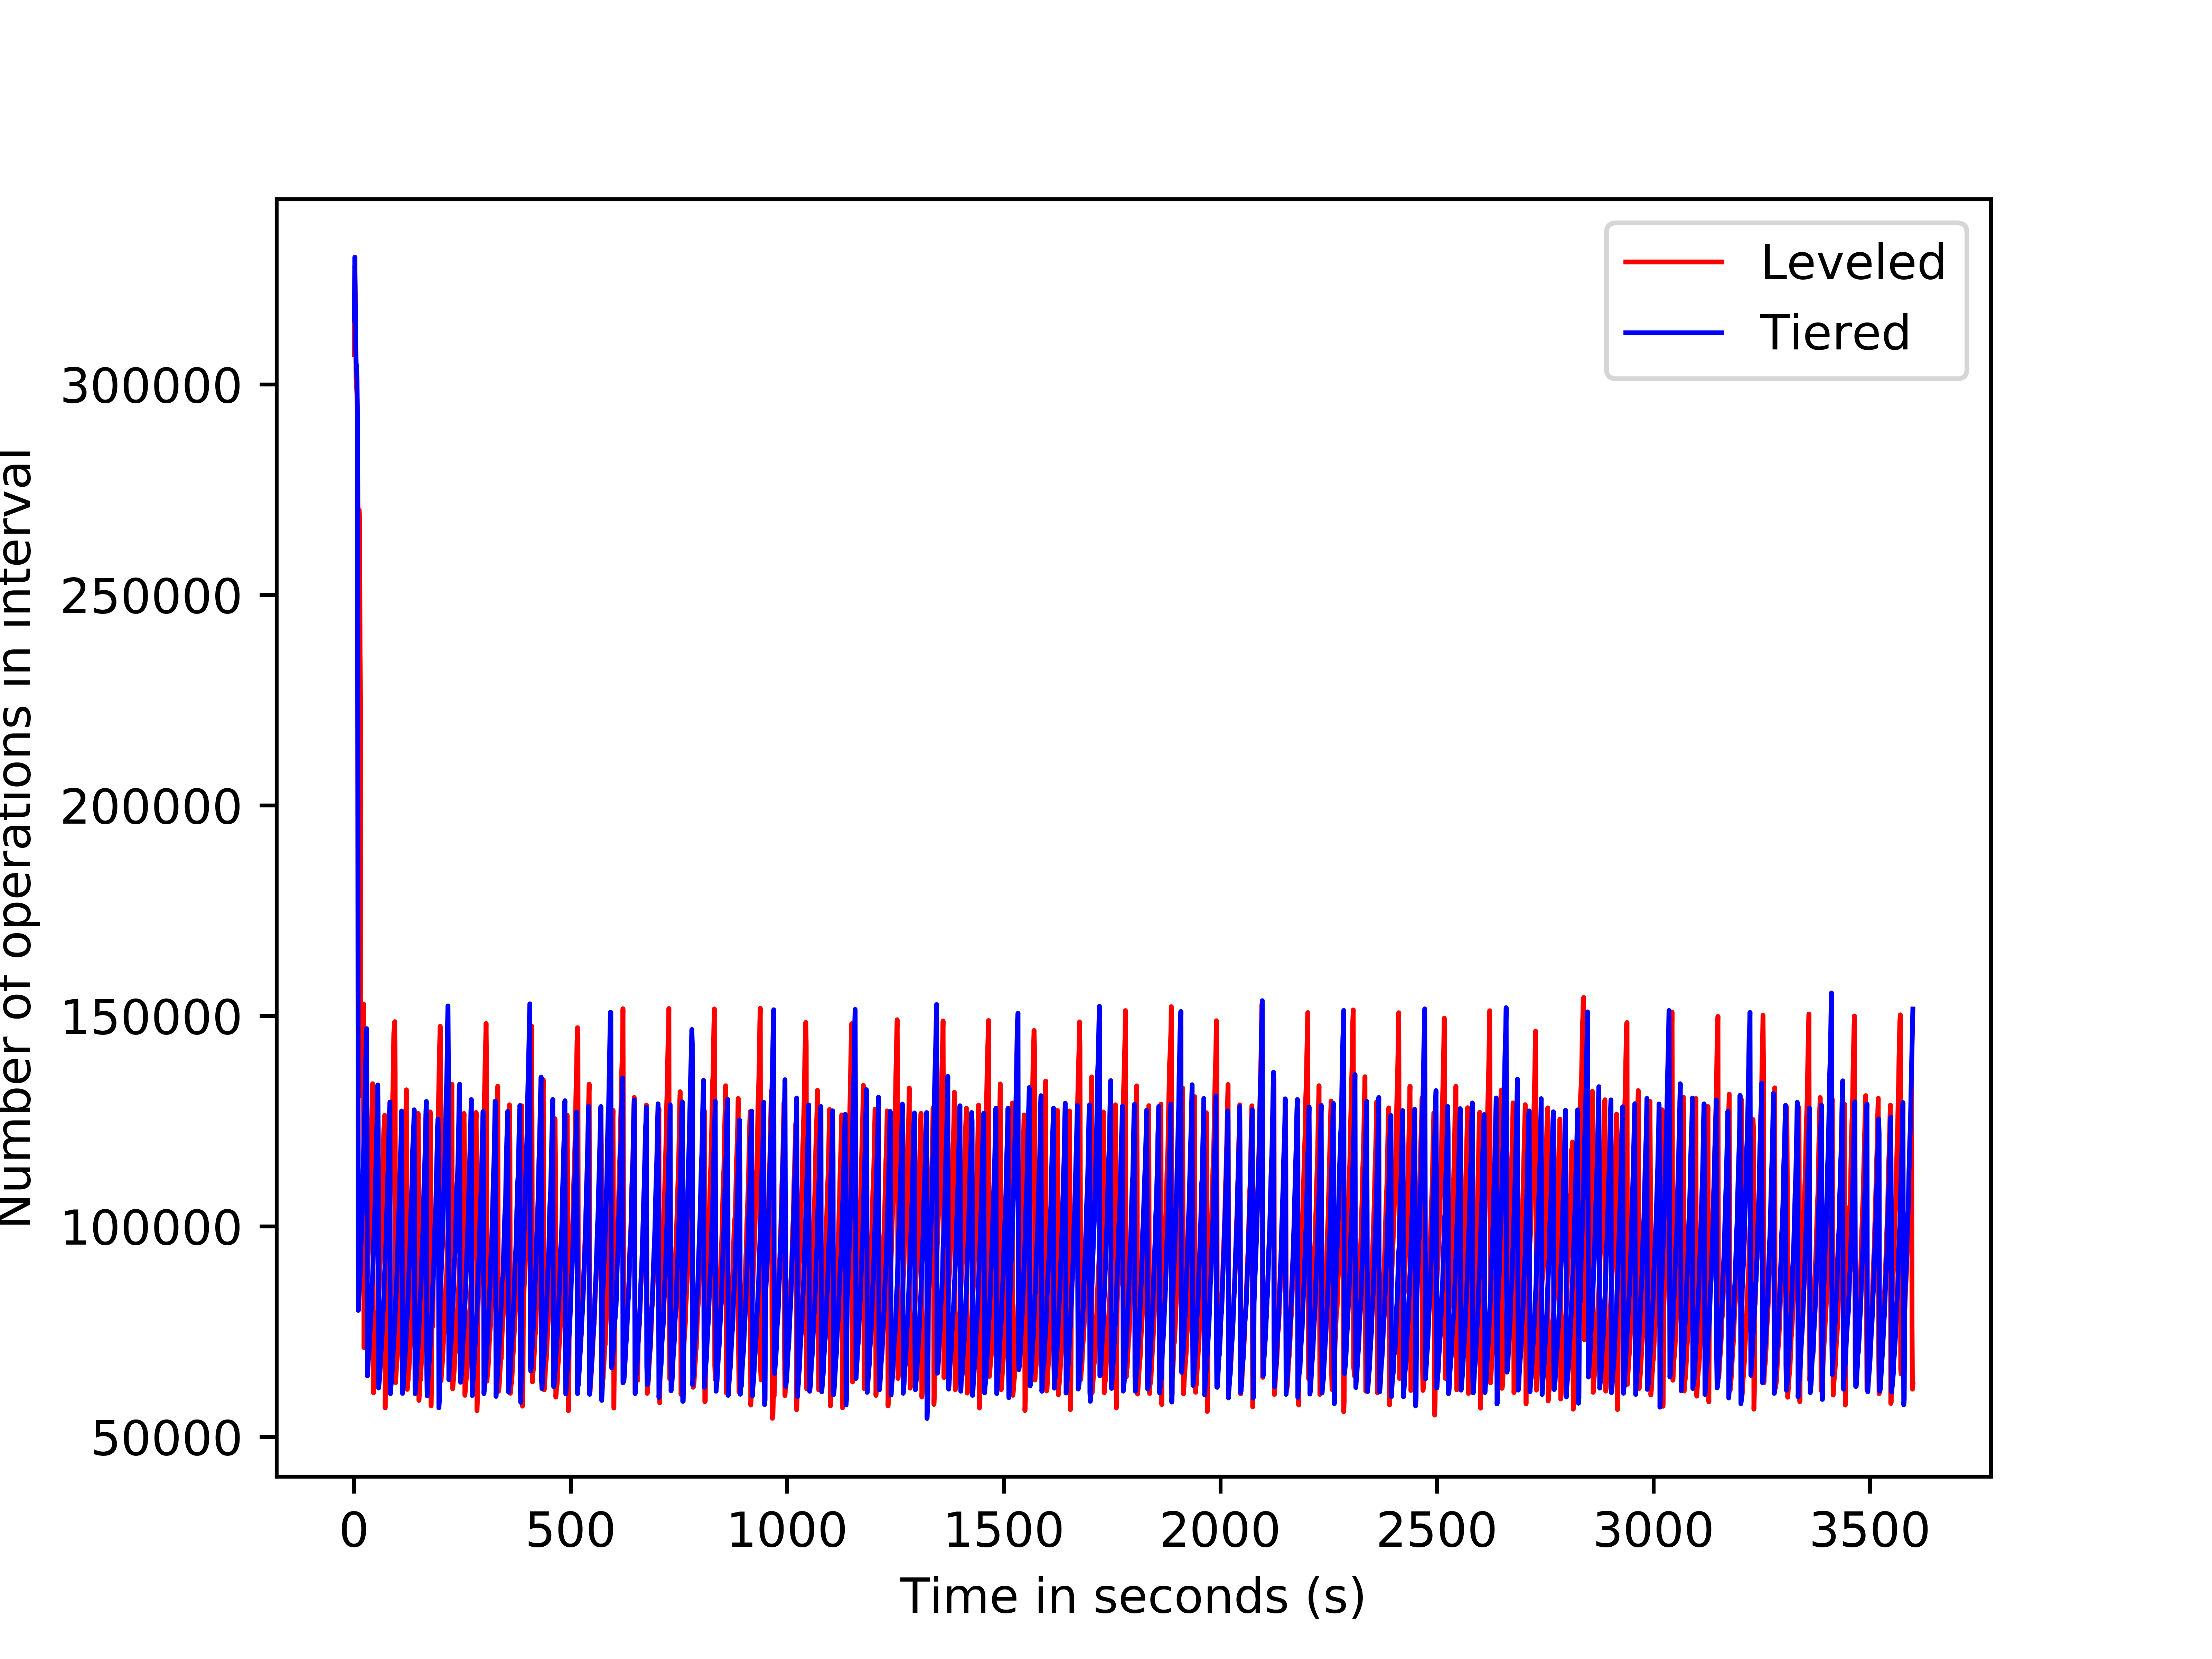 Leveled
Tiered
Number of operations in interval
300000
250000
200000
150000
100000
50000
0 500 1000 1500 2000 2500 3000 3500
Time in seconds (s)